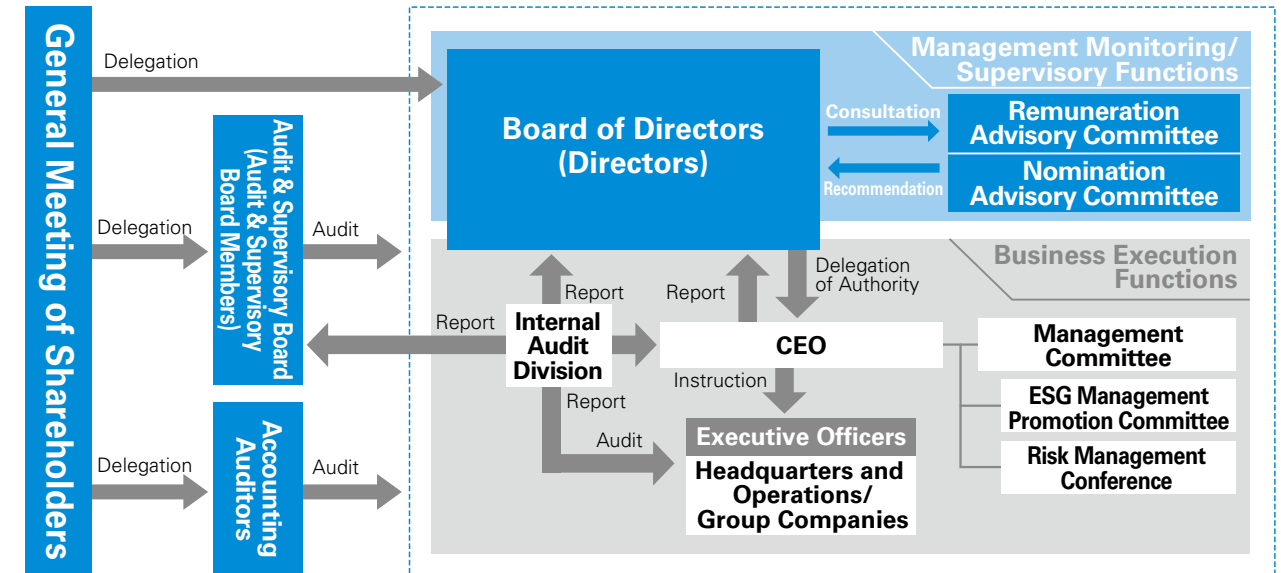 General Meeting of Shareholders
Delegation
Delegation
Delegation
Audit & Supervisory Board
(Audit & Supervisory
Board Members)
Audit
Accounting
Auditors
Audit
Management Monitoring/
Supervisory Functions
Board of Directors
(Directors)
Consultation
Recommendation
Remuneration
Advisory Committee
Nomination
Advisory Committee
Business Execution
Functions
Report
Report
Delegation
of Authority
Report
Internal
Audit
Division
CEO
Management
Committee
Instruction
Report
ESG Management
Promotion Committee
Audit
Executive Officers
Headquarters and
Operations/
Group Companies
Risk Management
Conference